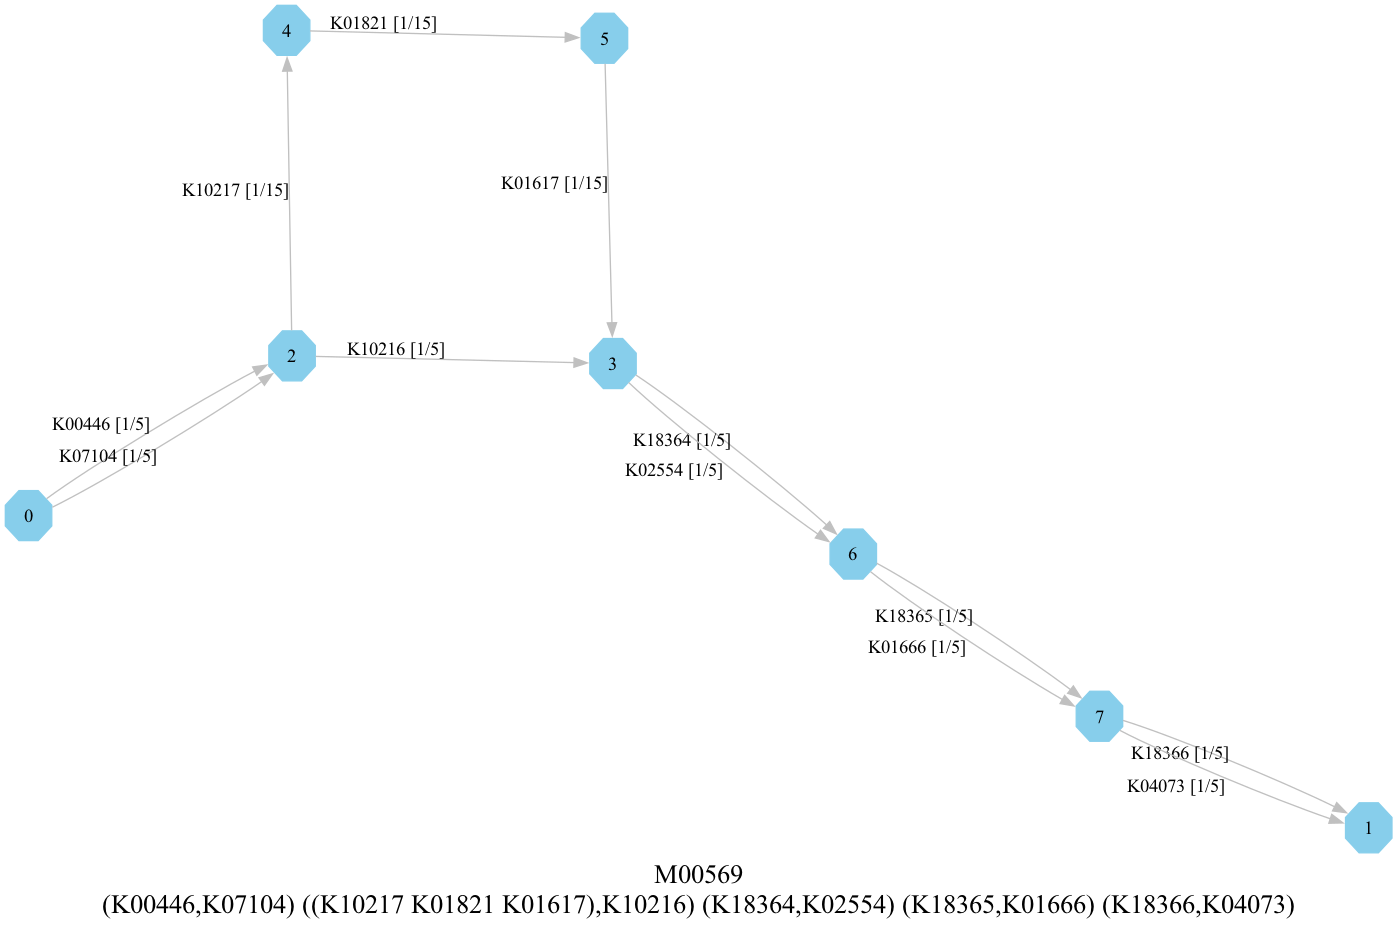 4
K01821 [1/15]
5
K10217 [1/15]
K01617 [1/15]
2
K10216 [1/5]
3
K00446 [1/5]
K07104 [1/5]
K18364 [1/5]
K02554 [1/5]
0
6
K18365 [1/5]
K01666 [1/5]
7
K18366 [1/5]
K04073 [1/5]
1
M00569
(K00446,K07104) ((K10217 K01821 K01617),K10216) (K18364,K02554) (K18365,K01666) (K18366,K04073)